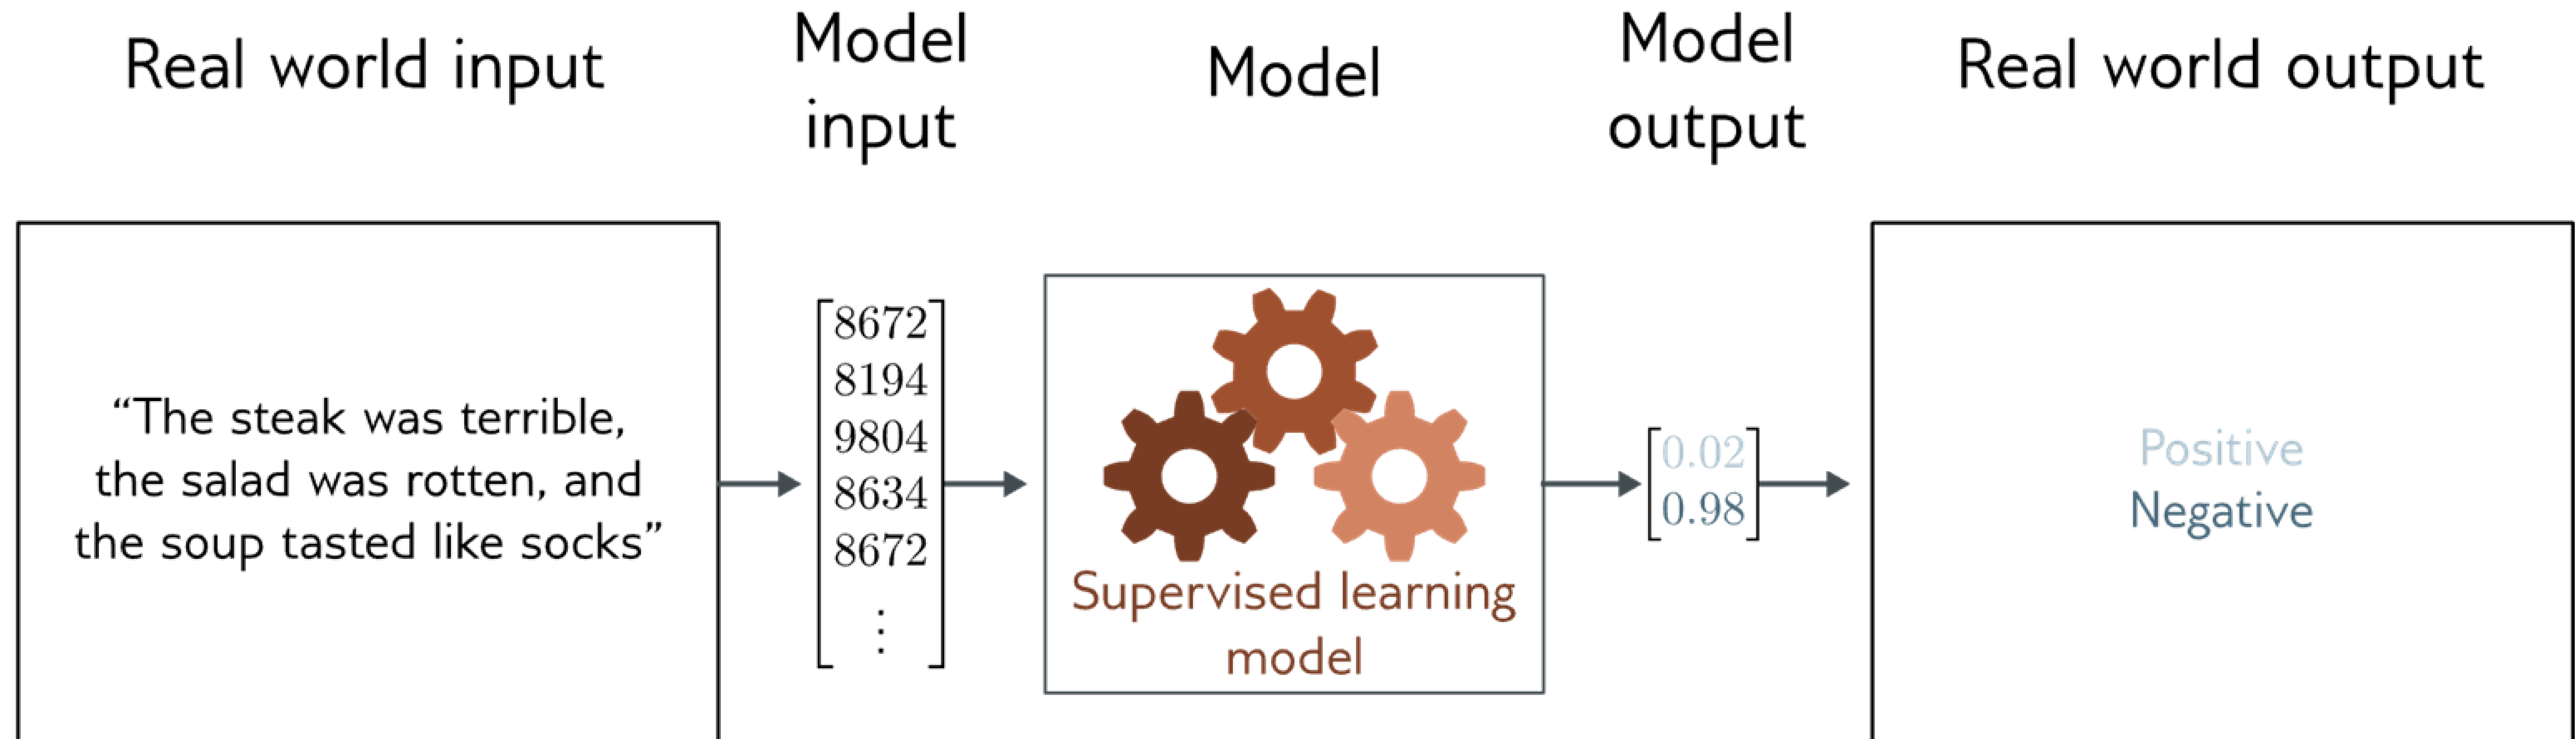 Real world input
Model
input
Model
Model
output
Real world output
“The steak was terrible,
the salad was rotten, and
the soup tasted like socks”
8672
8194
9804
8634
8672
⋮
Supervised learning
model
0.02
0.98
Positive
Negative